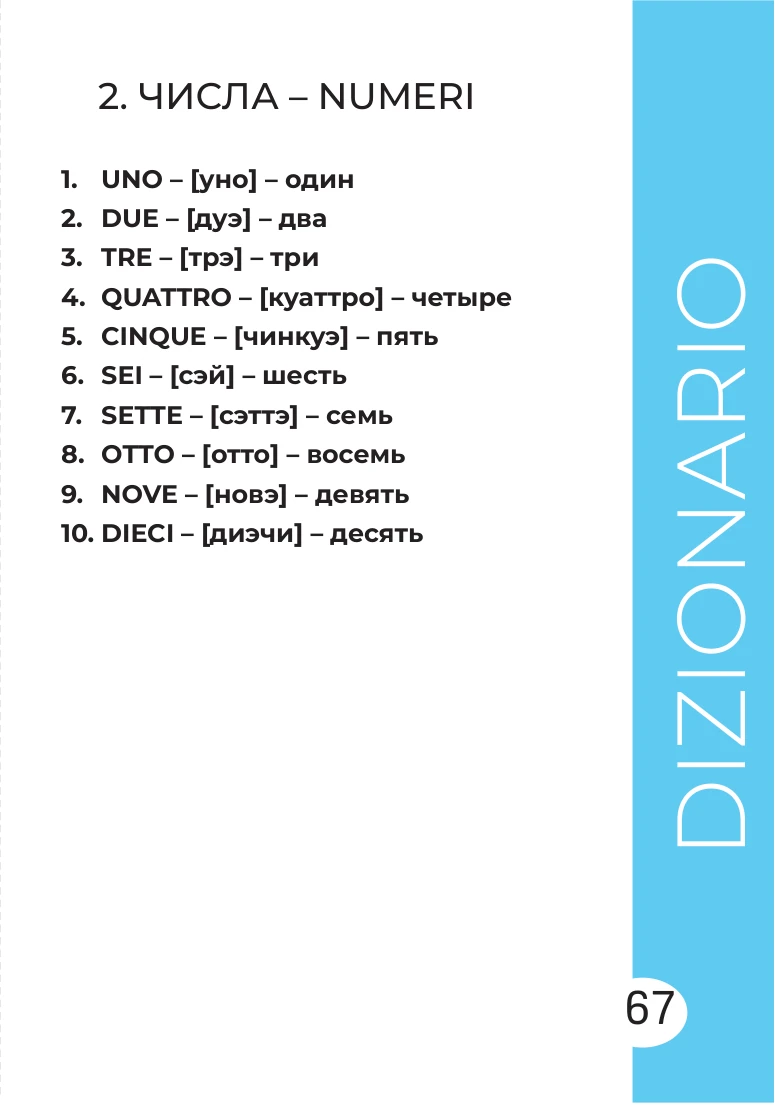 2. ЧИСЛА – NUMERI
1. UNO – [уно] – один
2. DUE – [дуэ] – два
3. TRE – [трэ] – три
4. QUATTRO – [куаттро] – четыре
5. CINQUE – [чинкуэ] – пять
6. SEI – [сэй] – шесть
7. SETTE – [сэттэ] – семь
8. OTTO – [отто] – восемь
9. NOVE – [новэ] – девять
10. DIECI – [диэчи] – десять
DIZIONARIO
67